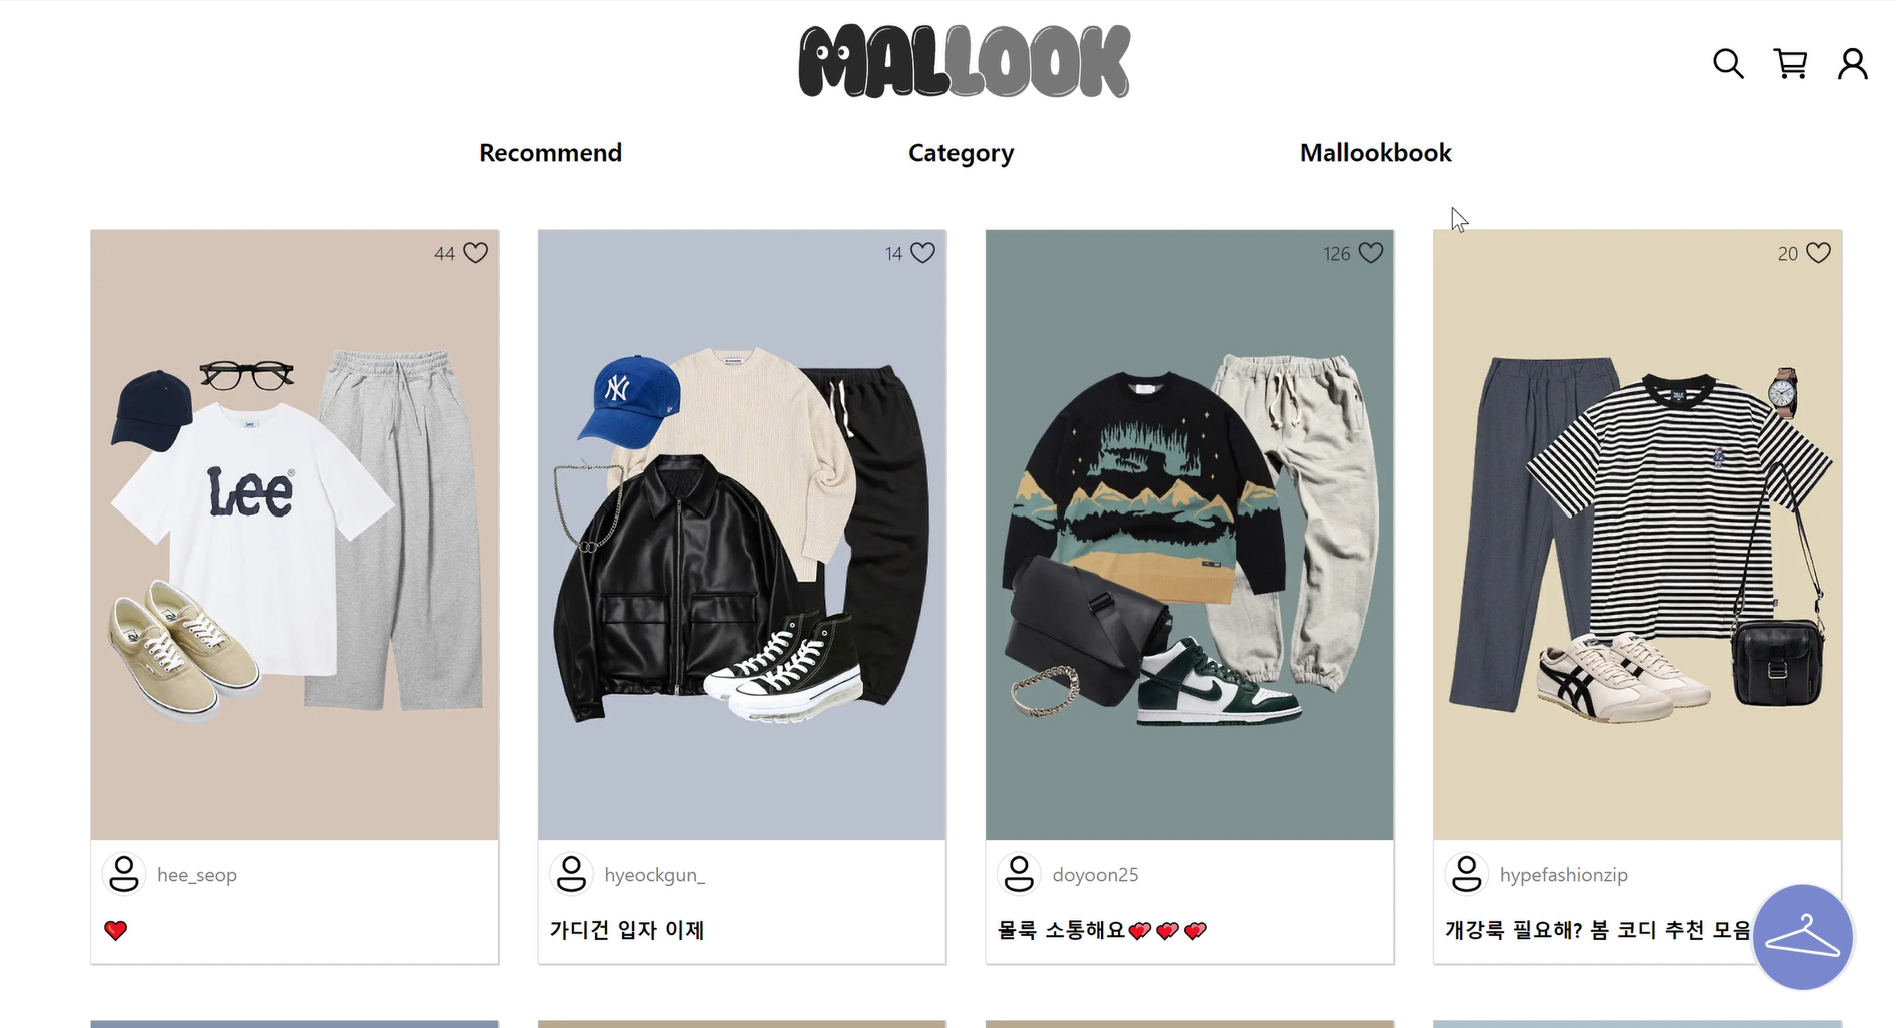 MALLOOK
Recommend
Category
Mallookbook
44
14
126
20
Lee
NY
hee_seop
hyeockgun_
doyoon25
hypefashionzip
가디건 입자 이제
몰룩 소통해요
개강룩 필요해? 봄 코디 추천 모음